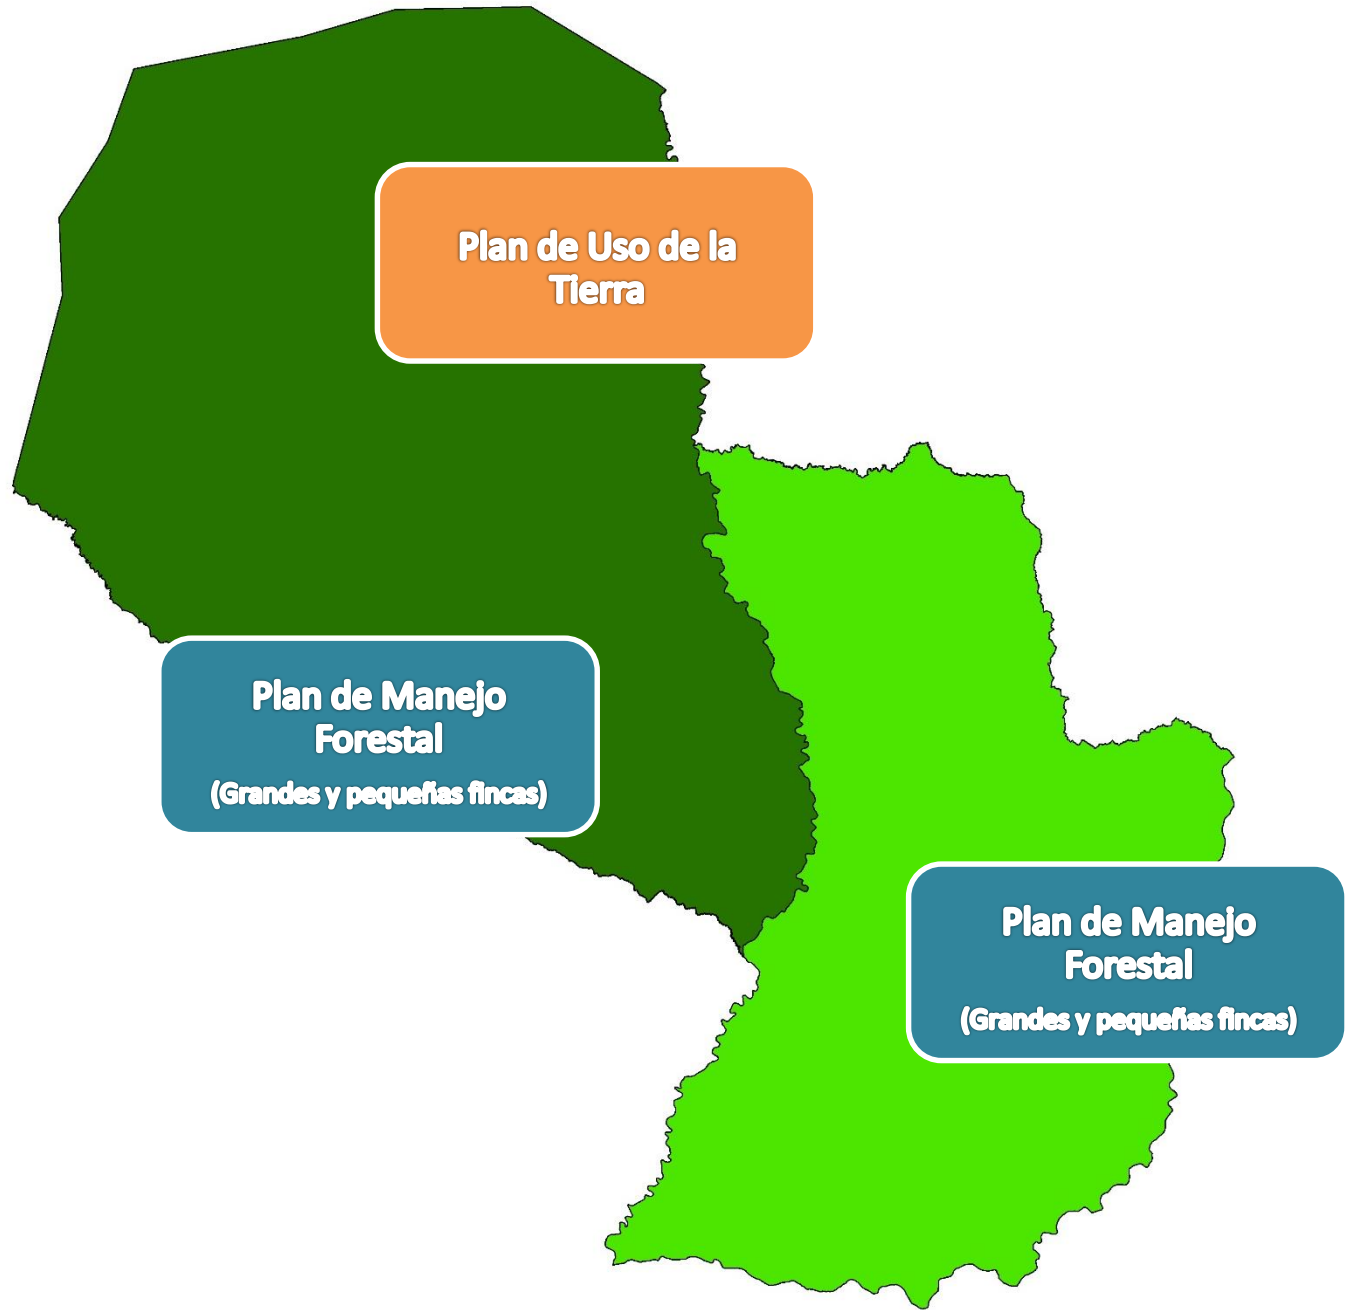 Plan de Uso de la
Tierra
Plan de Manejo
Forestal
(Grandes y pequeñas fincas)
Plan de Manejo
Forestal
(Grandes y pequeñas fincas)